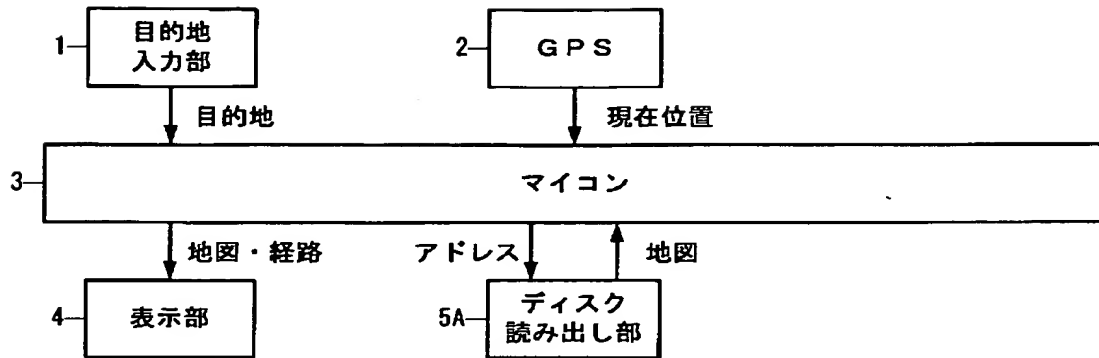 1
目的地
入力部
2
GPS
目的地
現在位置
3
マイコン
地図・経路
アドレス
地図
4
表示部
5A
ディスク
読み出し部